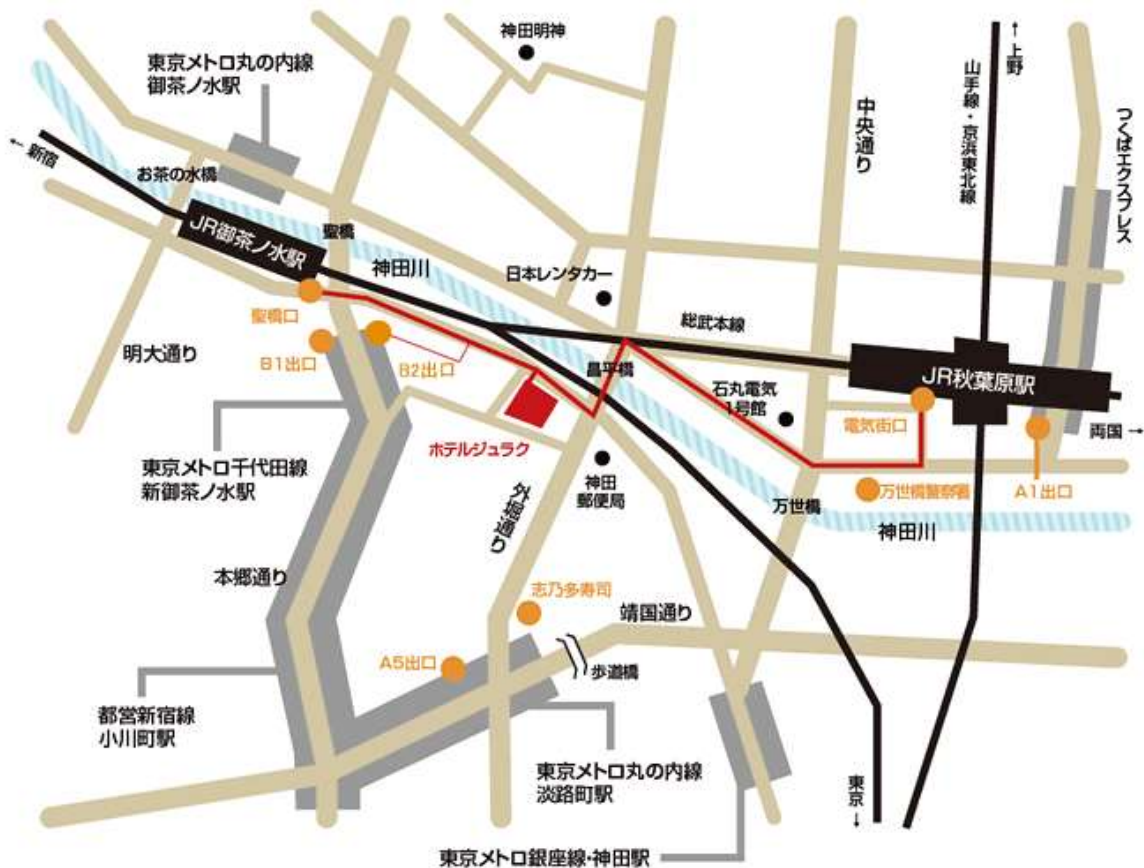 神田明神
東京メトロ丸の内線
御茶ノ水駅
← 新宿
お茶の水橋
JR御茶ノ水駅
聖橋
神田川
聖橋口
明大通り
B1出口
B2出口
日本レンタカー
中央通り
↑上野
山手線・京浜東北線
つくばエクスプレス
総武本線
昌平橋
石丸電気
1号館
JR秋葉原駅
電気街口
両国 →
A1出口
万世橋警察署
万世橋
神田川
ホテルジュラク
神田
郵便局
外堀通り
東京メトロ千代田線
新御茶ノ水駅
本郷通り
志乃多寿司
靖国通り
A5出口
歩道橋
都営新宿線
小川町駅
東京メトロ丸の内線
淡路町駅
東京メトロ銀座線・神田駅
東京↓